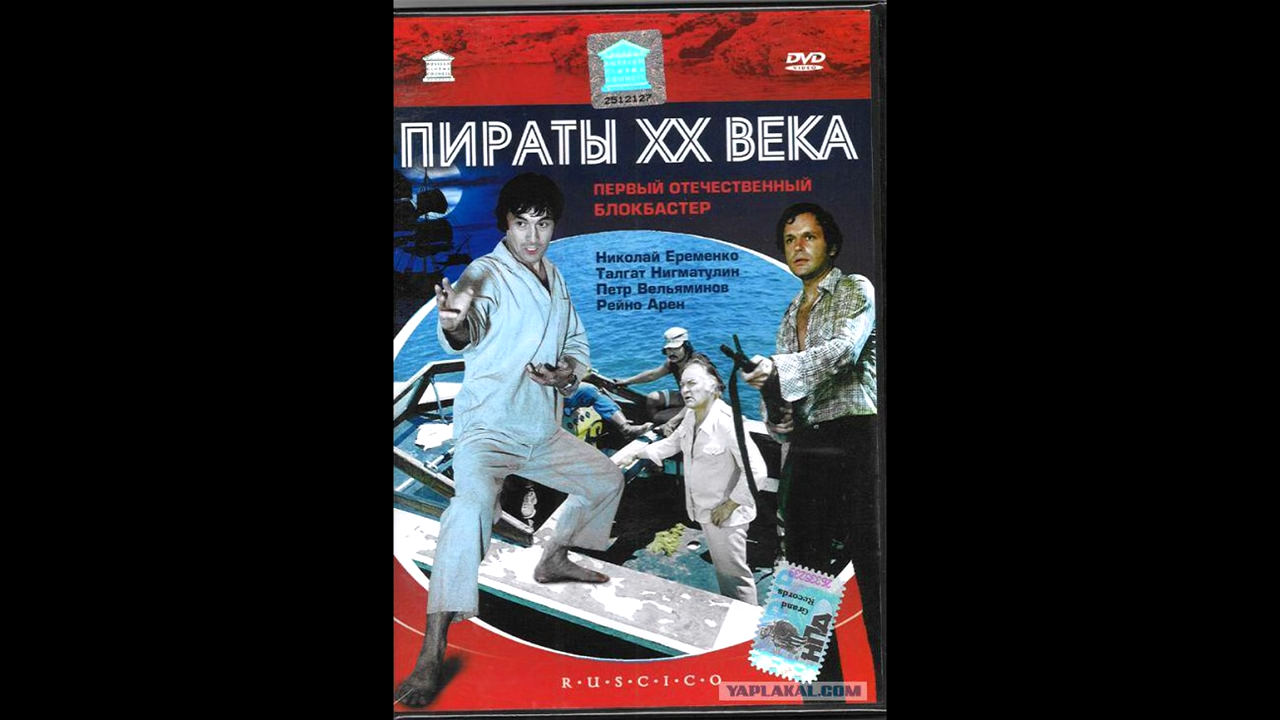 DVD
VIDEO
2512127
ПИРАТЫ XX ВЕКА
ПЕРВЫЙ ОТЕЧЕСТВЕННЫЙ
БЛОКБАСТЕР
Николай Еременко
Талгат Нигматулин
Петр Вельяминов
Рейно Арен
Grand
Records
R·U·S·C·I·C·O
YAPLAKAL.COM